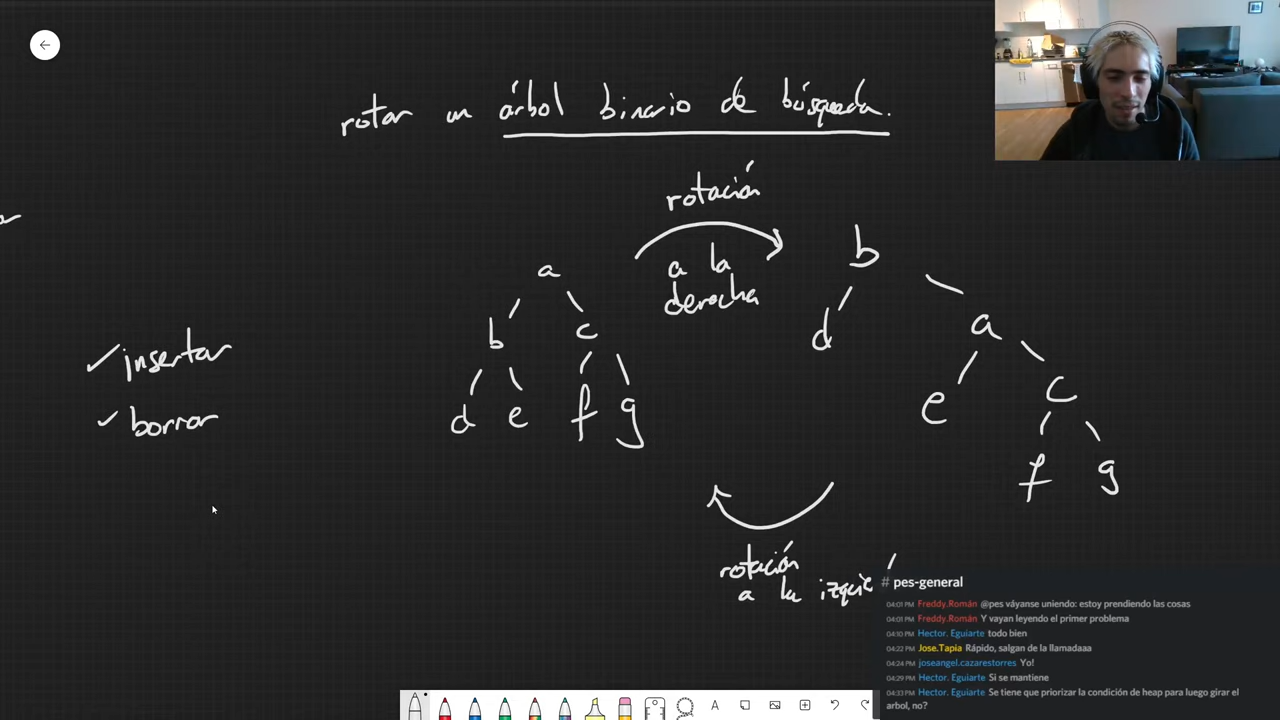 rotar un árbol binario de búsqueda.
rotación
a la
derecha
a
b c
d e f g
b
d a
e c
f g
✓ insertar
✓ borrar
rotación
a la
# pes-general
04:01 PM Freddy.Román @pes váyanse uniendo: estoy prendiendo las cosas
04:01 PM Freddy.Román Y vayan leyendo el primer problema
04:10 PM Hector. Eguiarte todo bien
04:22 PM Jose.Tapia Rápido, salgan de la llamadaaa
04:24 PM joseangel.cazarestorres Yo!
04:29 PM Hector. Eguiarte Si se mantiene
04:33 PM Hector. Eguiarte Se tiene que priorizar la condición de heap para luego girar el
arbol, no?
A